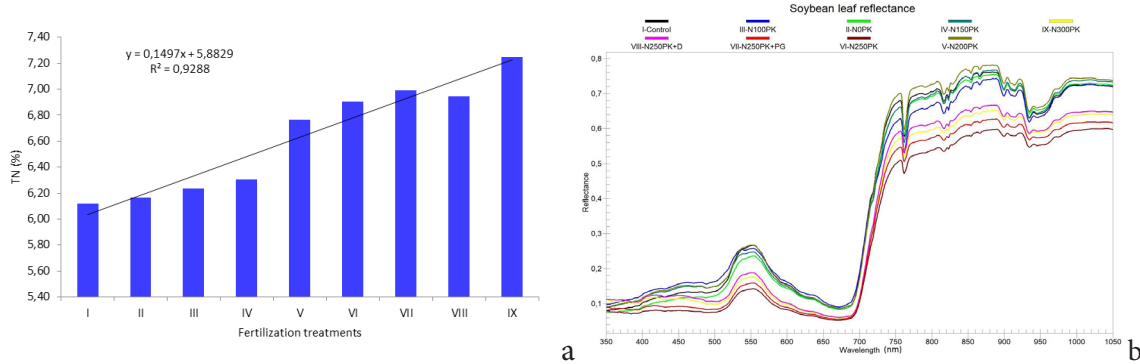 7,40
7,20
7,00
6,80
6,60
6,40
6,20
6,00
5,80
5,60
5,40
TN (%)
y = 0,1497x + 5,8829
R² = 0,9288
I II III IV V VI VII VIII IX
Fertilization treatments
a
Soybean leaf reflectance
I-Control III-N100PK II-N0PK IV-N150PK IX-N300PK
VIII-N250PK+D VII-N250PK+PG VI-N250PK V-N200PK
0,8
0,7
0,6
0,5
0,4
0,3
0,2
0,1
Reflectance
350 400 450 500 550 600 650 700 750 800 850 900 950 1000 1050
Wavelength (nm)
b